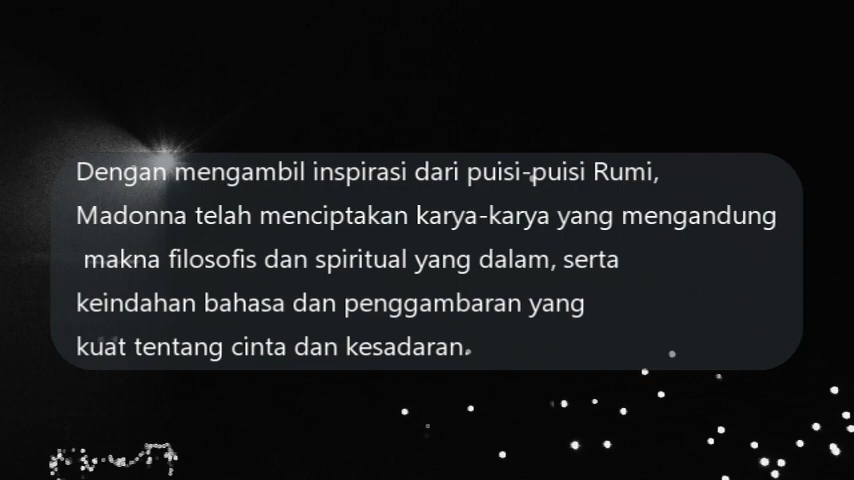 Dengan mengambil inspirasi dari puisi-puisi Rumi,
Madonna telah menciptakan karya-karya yang mengandung
makna filosofis dan spiritual yang dalam, serta
keindahan bahasa dan penggambaran yang
kuat tentang cinta dan kesadaran.